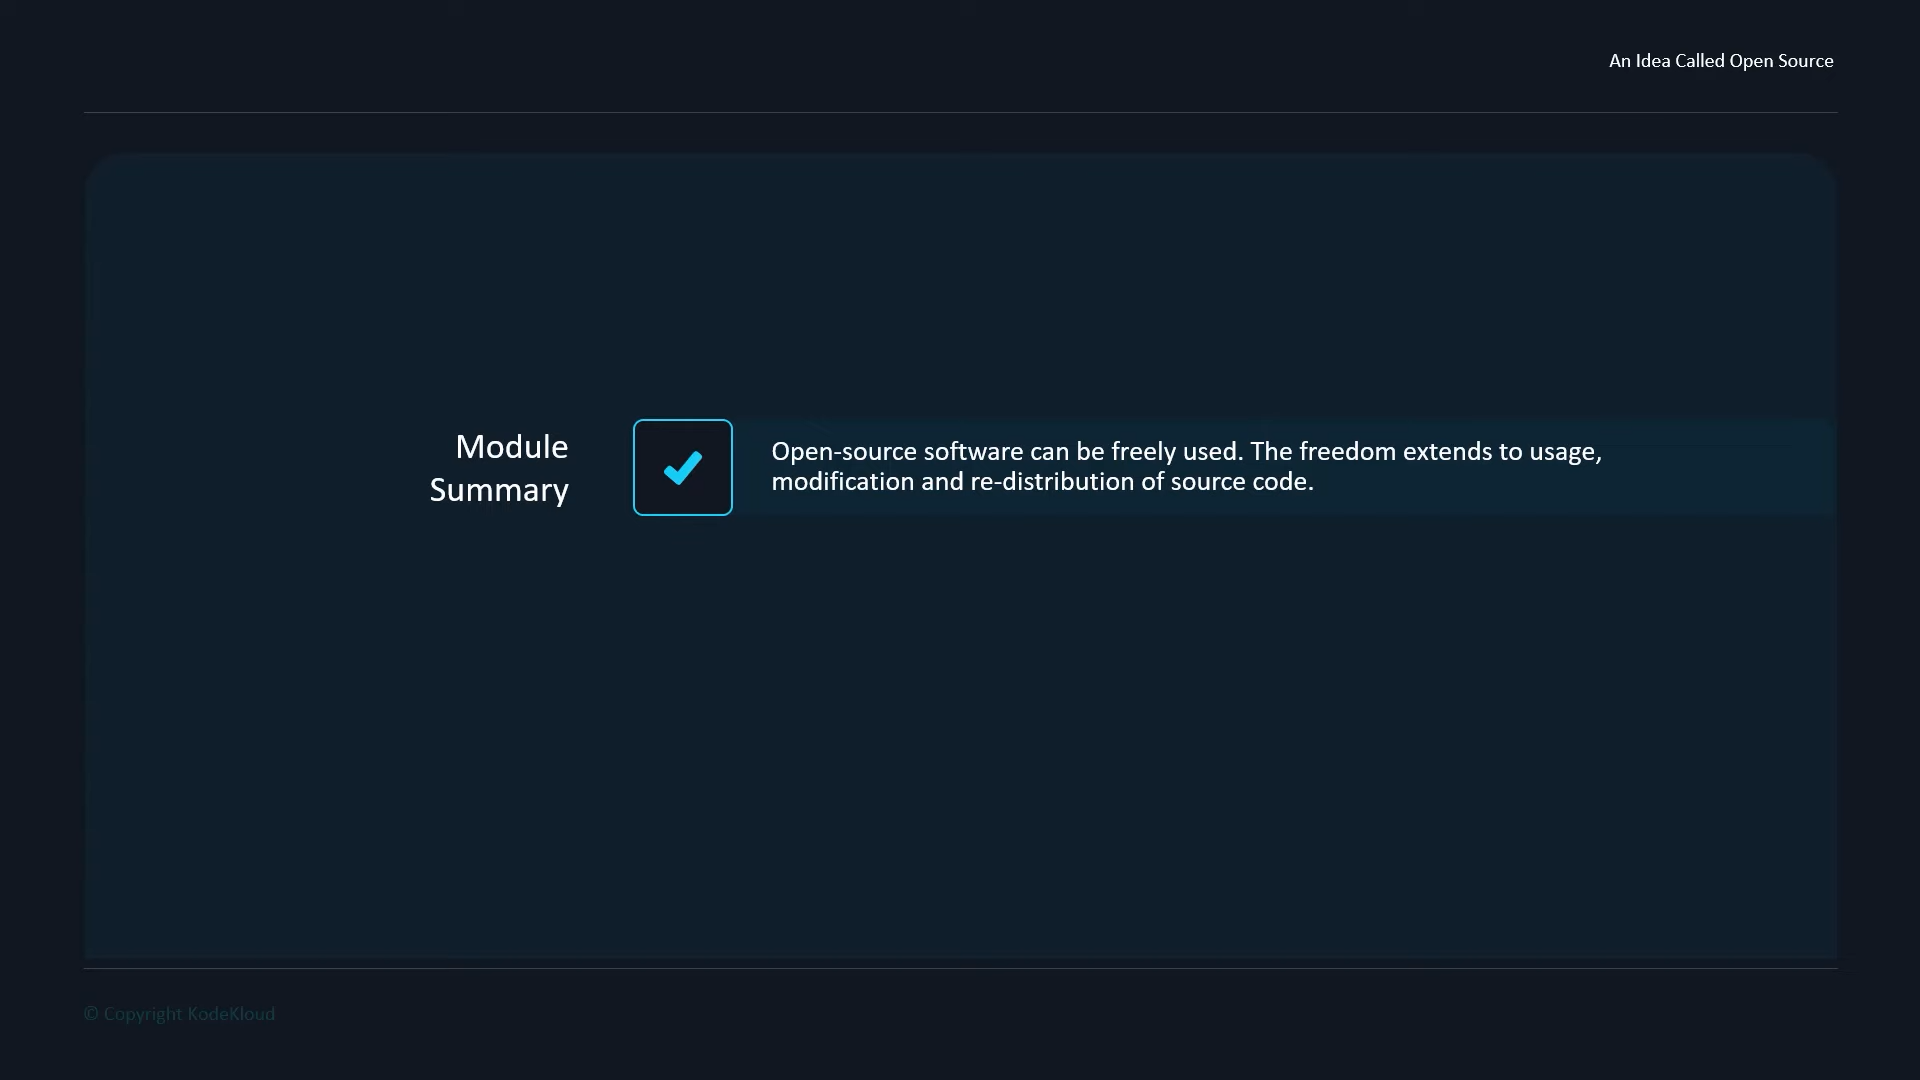 An Idea Called Open Source
Module
Summary
Open-source software can be freely used. The freedom extends to usage,
modification and re-distribution of source code.
© Copyright KodeKloud